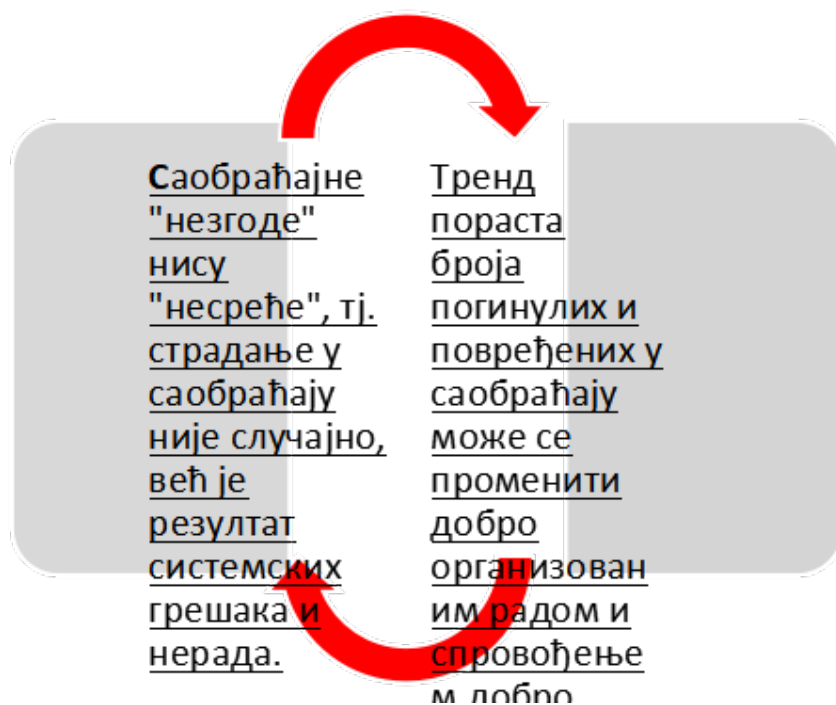 Саобраћајне
"незгоде"
нису
"несреће", тј.
страдање у
саобраћају
није случајно,
већ је
резултат
системских
грешака и
нерада.
Тренд
пораста
броја
погинулих и
повређених у
саобраћају
може се
променити
добро
организован
им радом и
спровођење
м добро